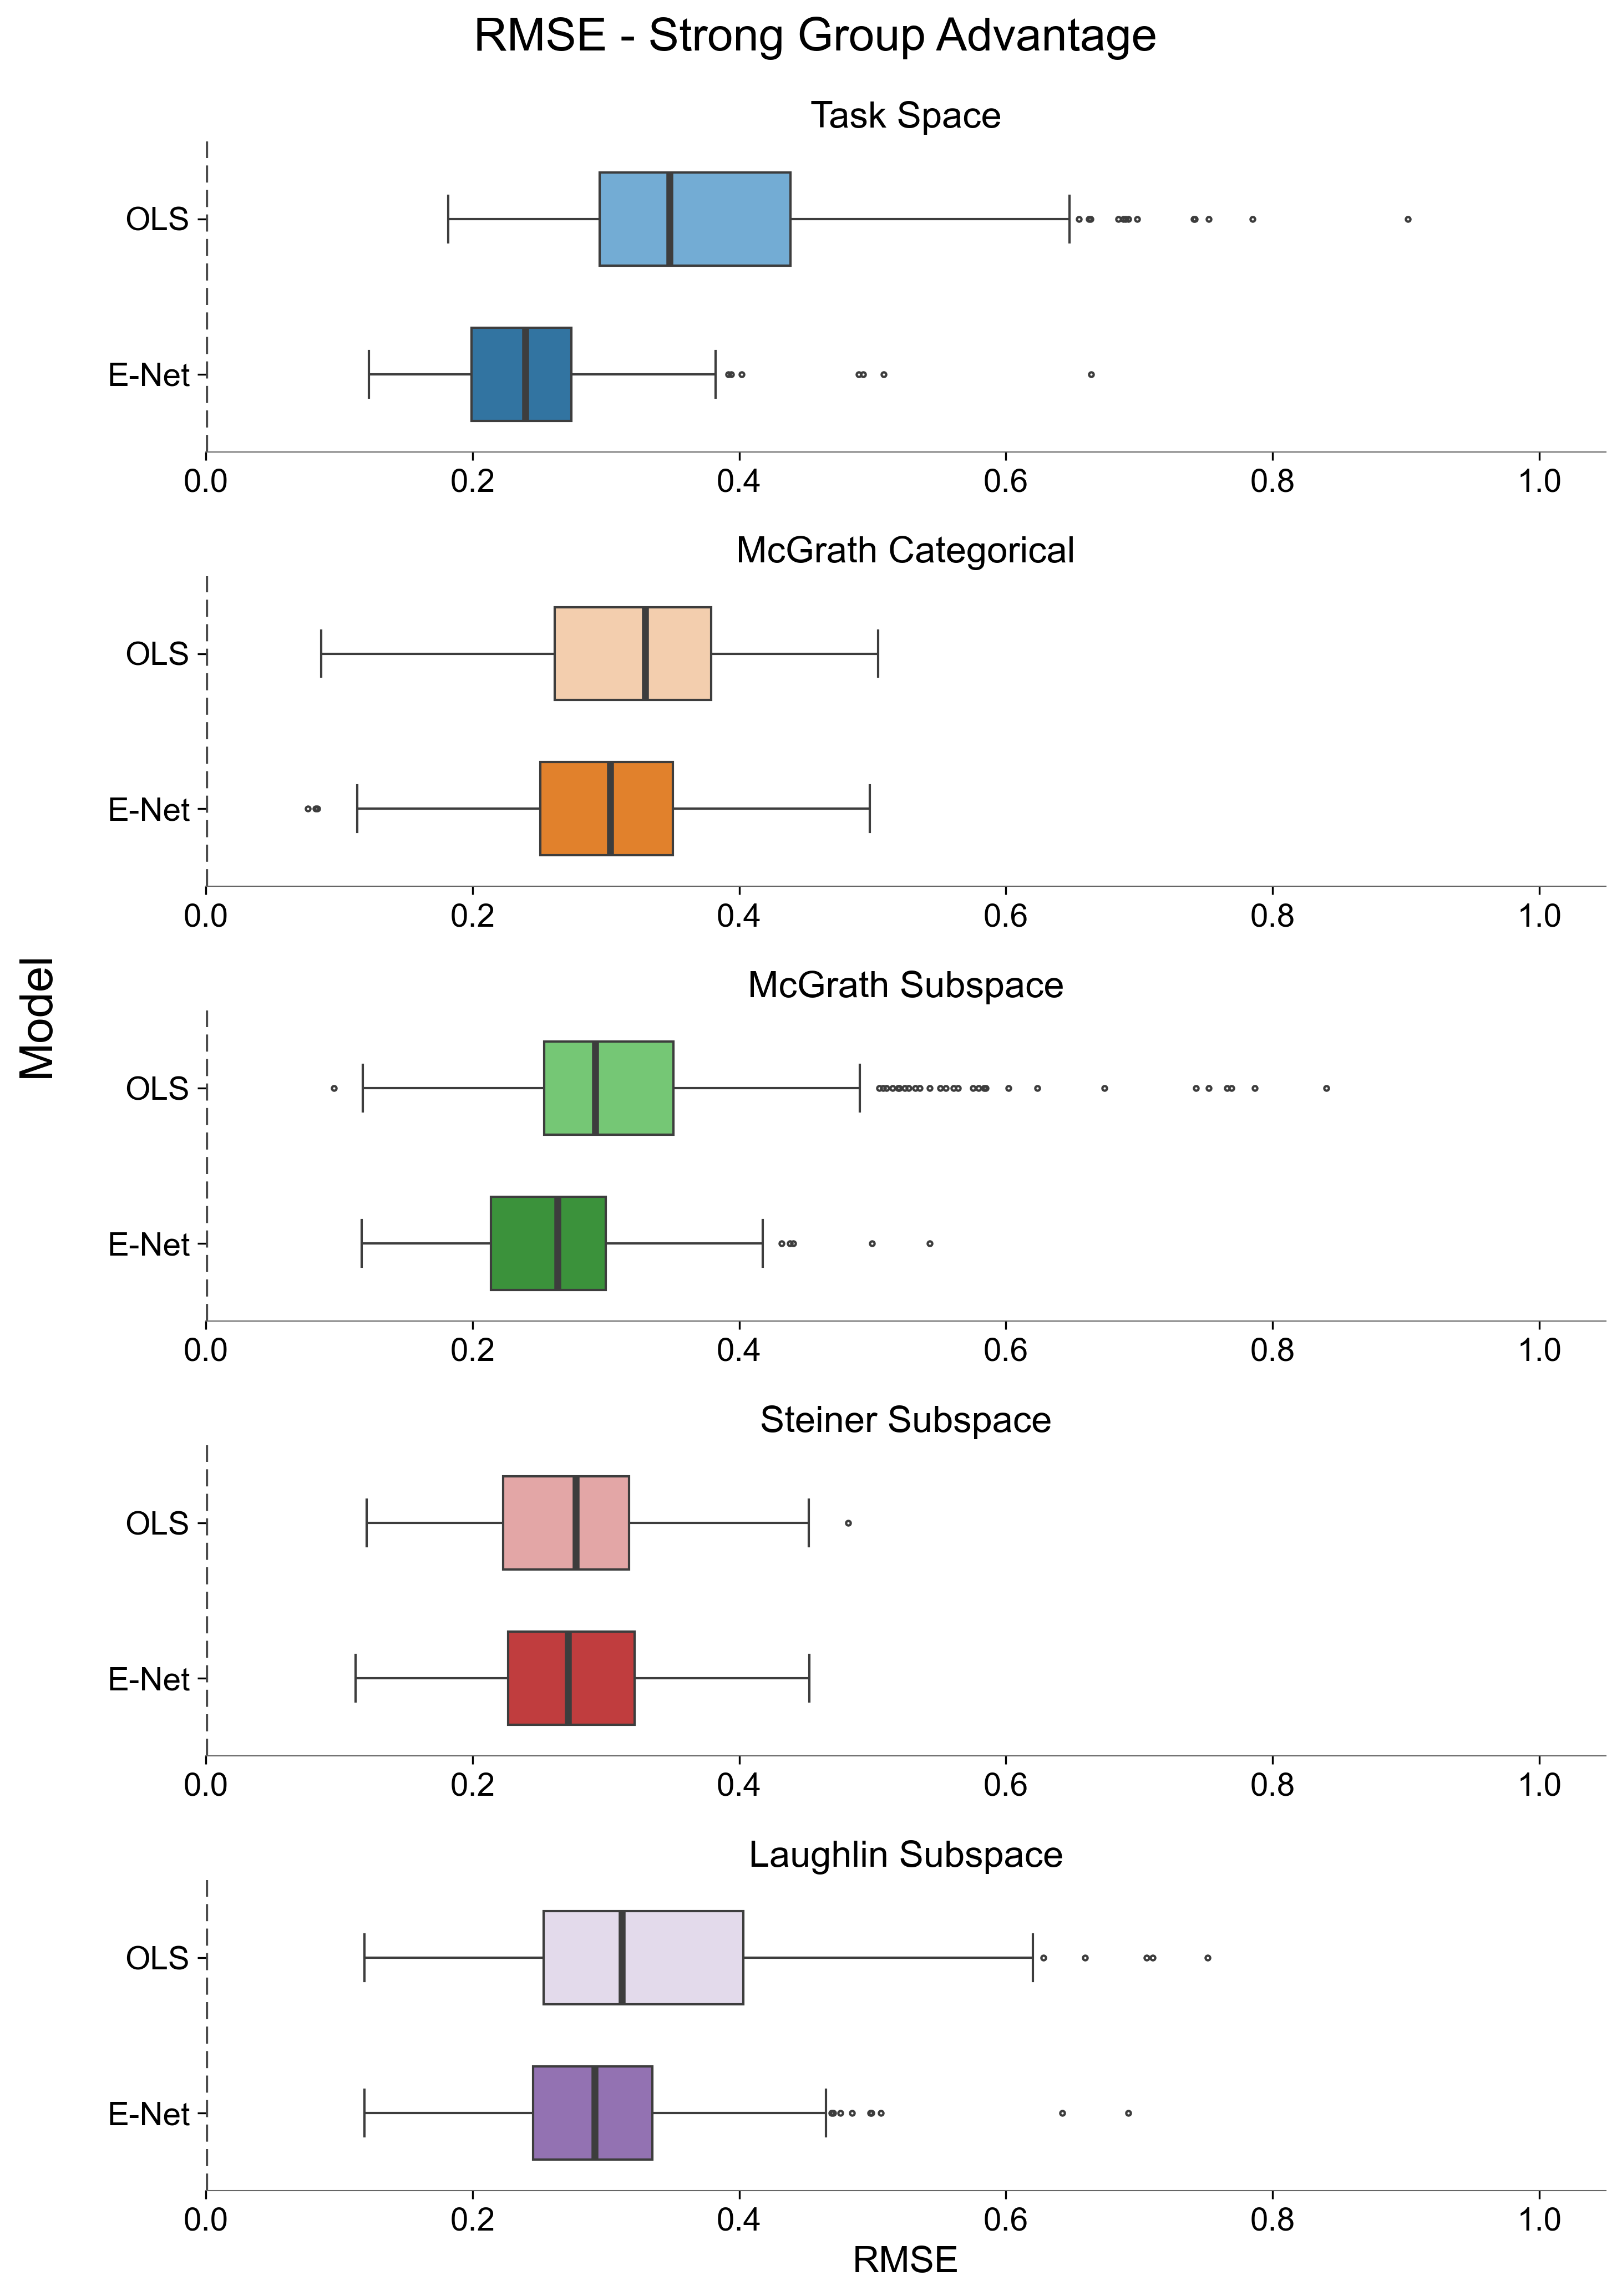 RMSE - Strong Group Advantage
Task Space
OLS
E-Net
0.0 0.2 0.4 0.6 0.8 1.0
McGrath Categorical
OLS
E-Net
0.0 0.2 0.4 0.6 0.8 1.0
Model
McGrath Subspace
OLS
E-Net
0.0 0.2 0.4 0.6 0.8 1.0
Steiner Subspace
OLS
E-Net
0.0 0.2 0.4 0.6 0.8 1.0
Laughlin Subspace
OLS
E-Net
0.0 0.2 0.4 0.6 0.8 1.0
RMSE